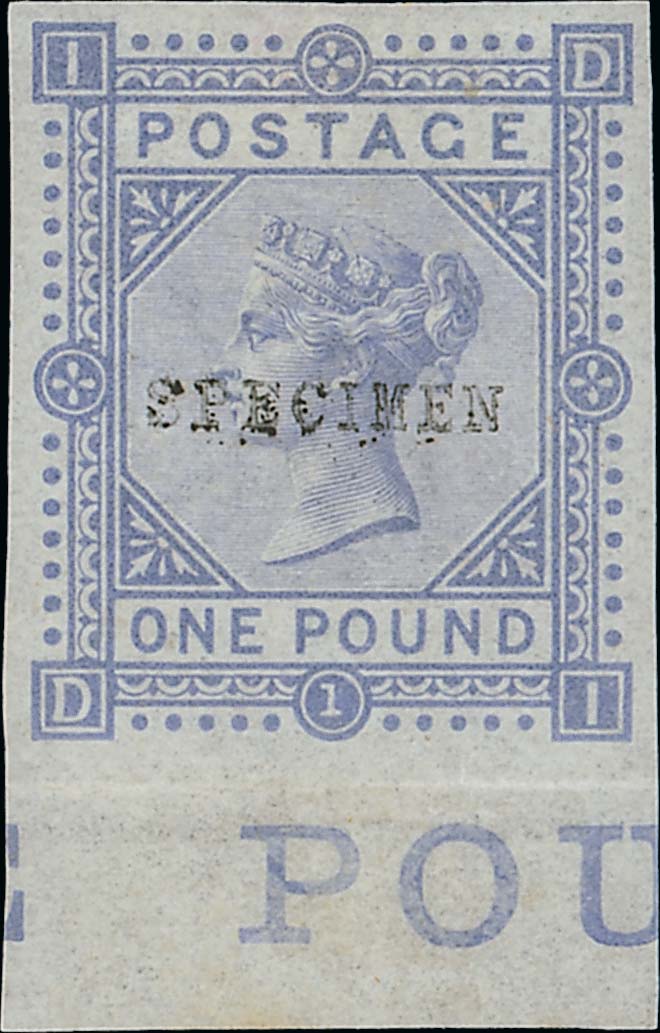 I D
POSTAGE
SPECIMEN
ONE POUND
D 1 I
E POU